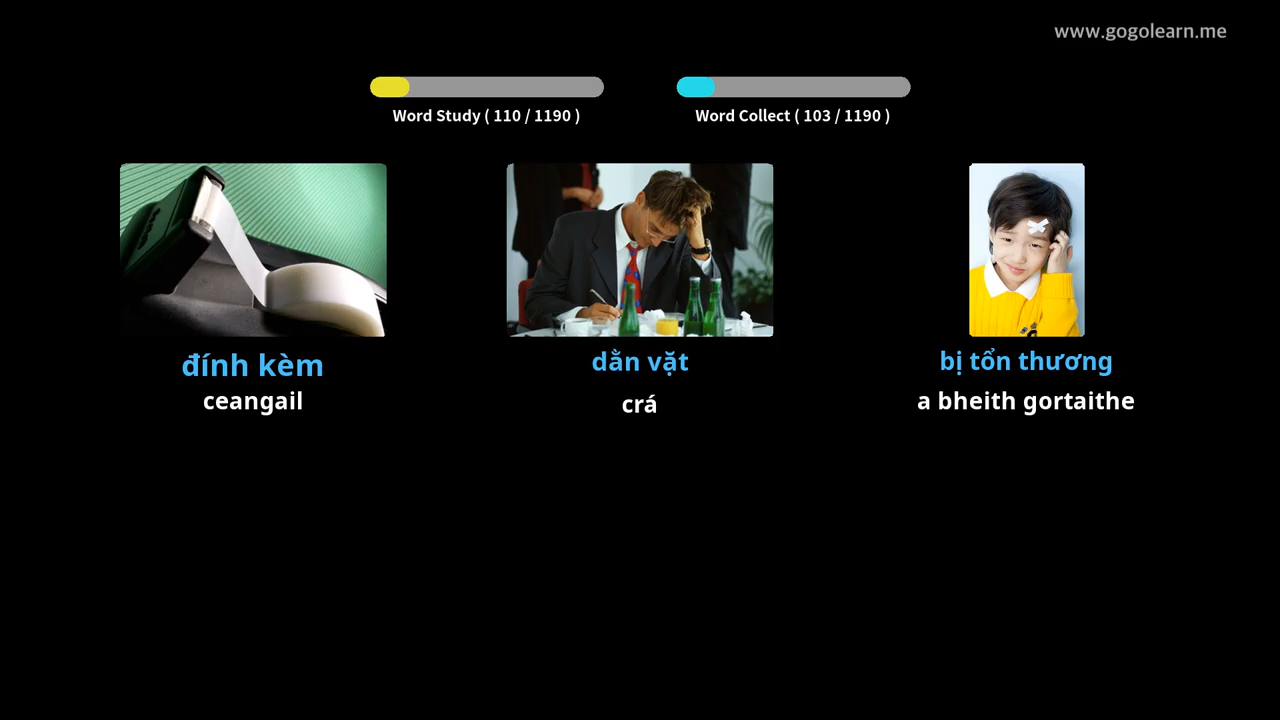 www.gogolearn.me
Word Study ( 110 / 1190 )
Word Collect ( 103 / 1190 )
đính kèm
ceangail
dằn vặt
crá
bị tổn thương
a bheith gortaithe